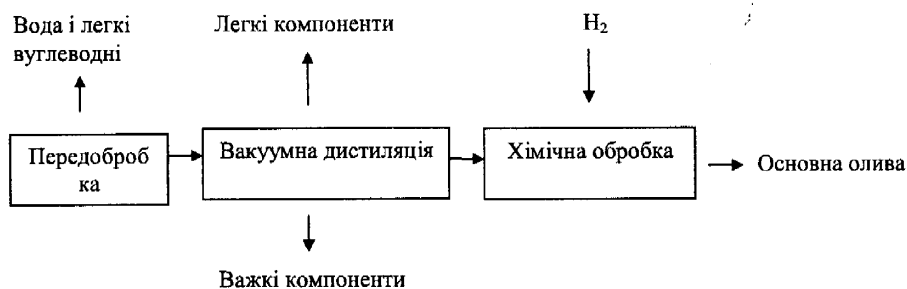 Вода і легкі
вуглеводні
Легкі компоненти
H₂
Передоброб
ка
Вакуумна дистиляція
Хімічна обробка
Основна олива
Важкі компоненти